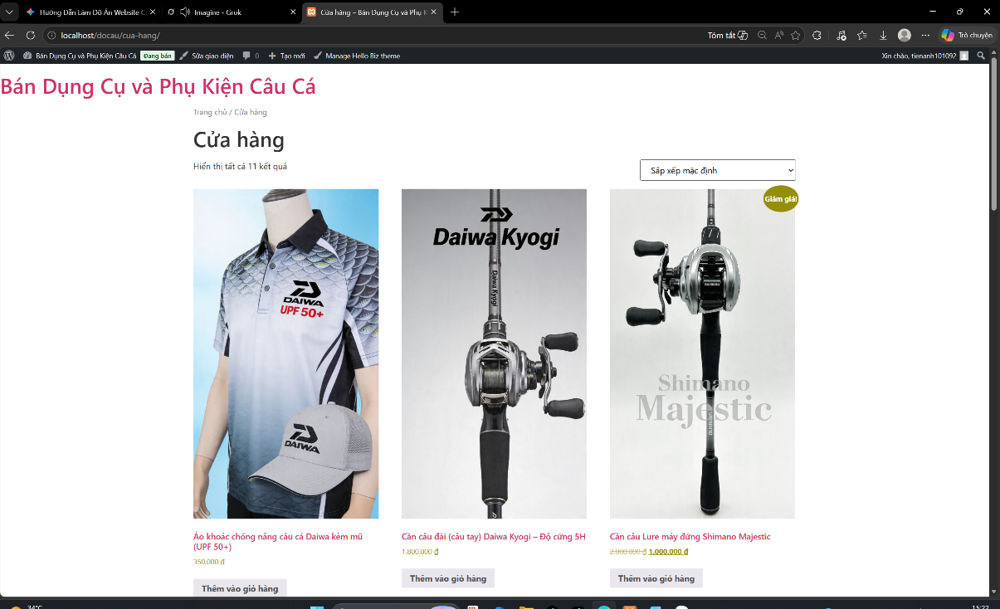 Hướng Dẫn Làm Đồ Án Website C
Imagine - Grok
Cửa hàng – Bán Dụng Cụ và Phụ K
localhost/docau/cua-hang/
Tóm tắt
Trò chuyện
Bán Dụng Cụ và Phụ Kiện Câu Cá
Đang bán
Sửa giao diện
0
Tạo mới
Manage Hello Biz theme
Xin chào, tienanh101092
Bán Dụng Cụ và Phụ Kiện Câu Cá
Trang chủ / Cửa hàng
Cửa hàng
Hiển thị tất cả 11 kết quả
Sắp xếp mặc định
DAIWA
UPF 50+
DAIWA
Daiwa Kyogi
Daiwa Kyogi
Giảm giá!
SHIMANO
Shimano
Majestic
SHIMANO
Áo khoác chống nắng câu cá Daiwa kèm mũ
(UPF 50+)
350.000 ₫
Thêm vào giỏ hàng
Cần câu đài (câu tay) Daiwa Kyogi – Độ cứng 5H
1.800.000 ₫
Thêm vào giỏ hàng
Cần câu Lure máy đứng Shimano Majestic
2.000.000 ₫ 1.000.000 ₫
Thêm vào giỏ hàng
34°C
15:22